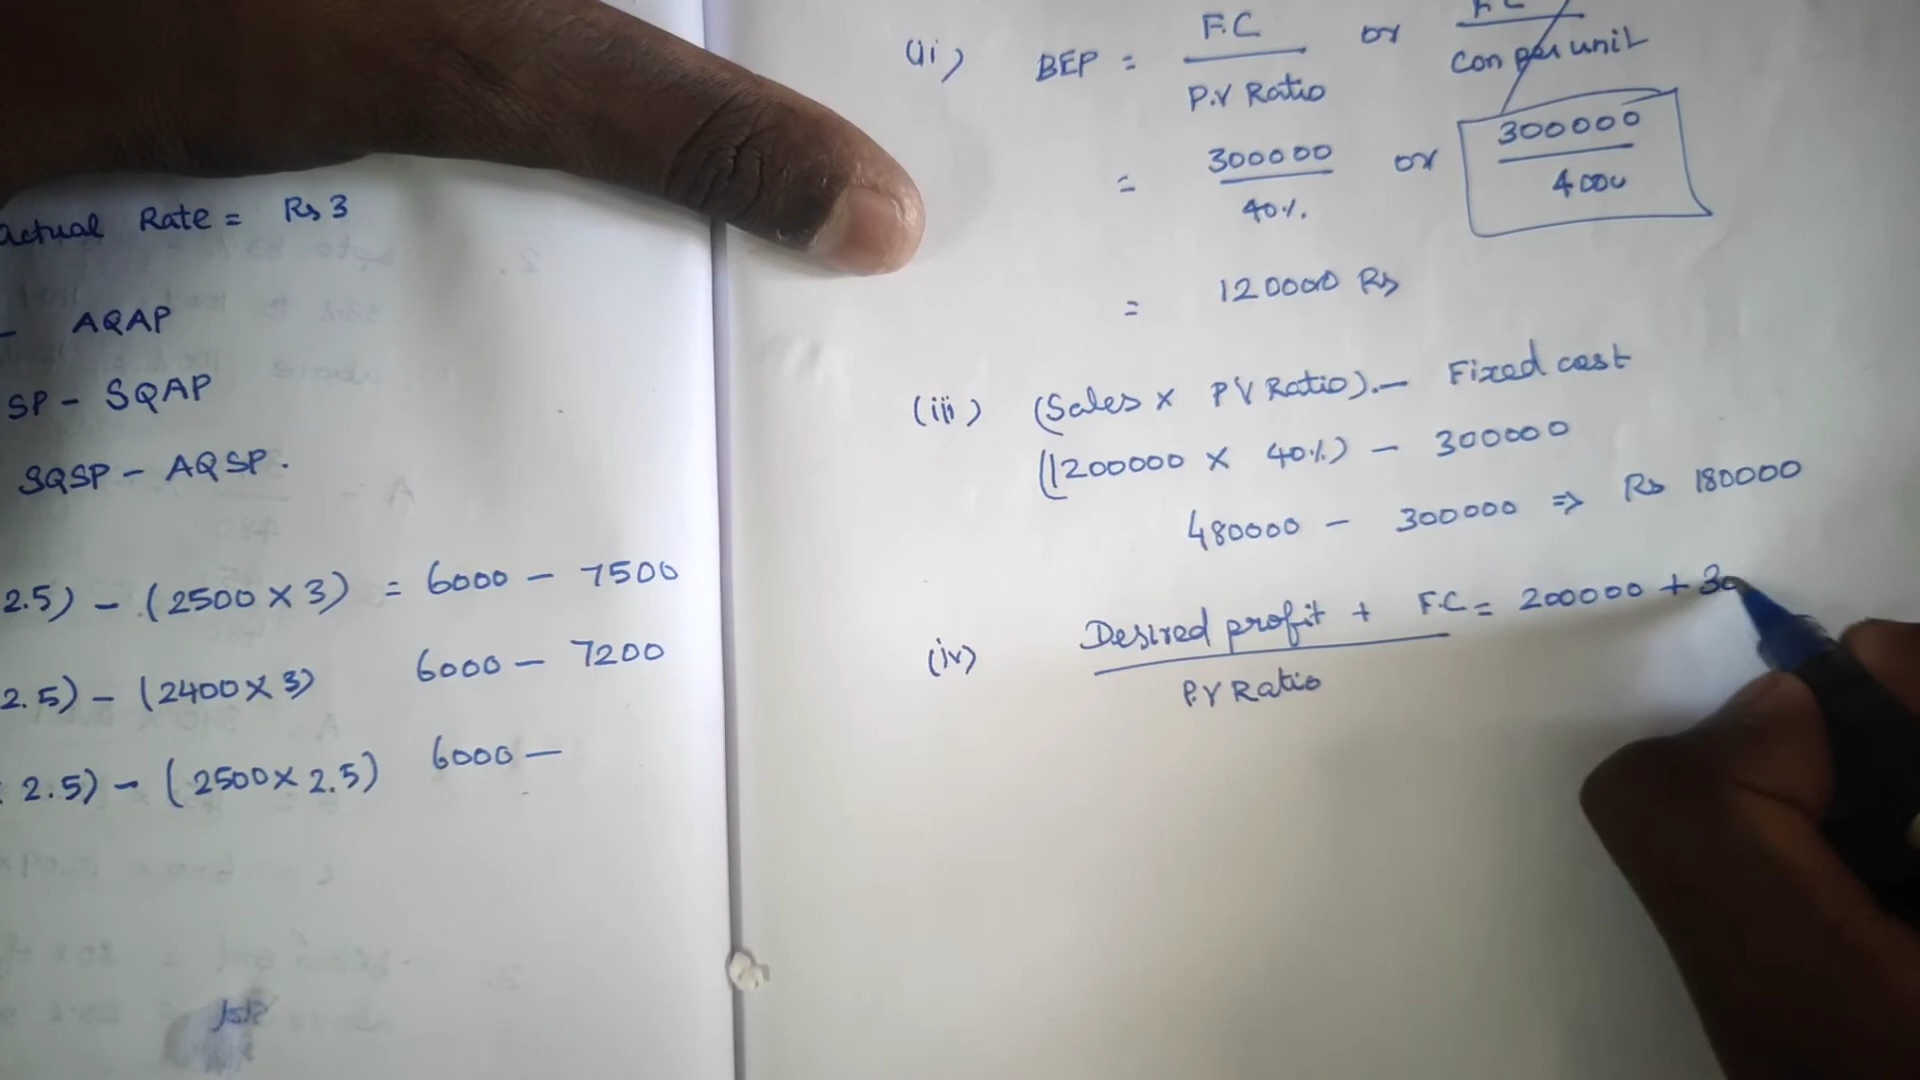 actual Rate = Rs 3
- AQAP
SP - SQAP
SQSP - AQSP.
2.5) - (2500 X 3) = 6000 - 7500
2.5) - (2400 X 3) 6000 - 7200
2.5) - (2500 X 2.5) 6000 -
(ii) BEP = F.C or F.C
P.V Ratio Con per unit
= 300000 or 300000
40% 4000
= 120000 Rs
(iii) (Sales X PV Ratio).- Fixed cost
(1200000 X 40%) - 300000
480000 - 300000 ⇒ Rs 180000
(iv) Desired profit + F.C = 200000 + 30
P.V Ratio